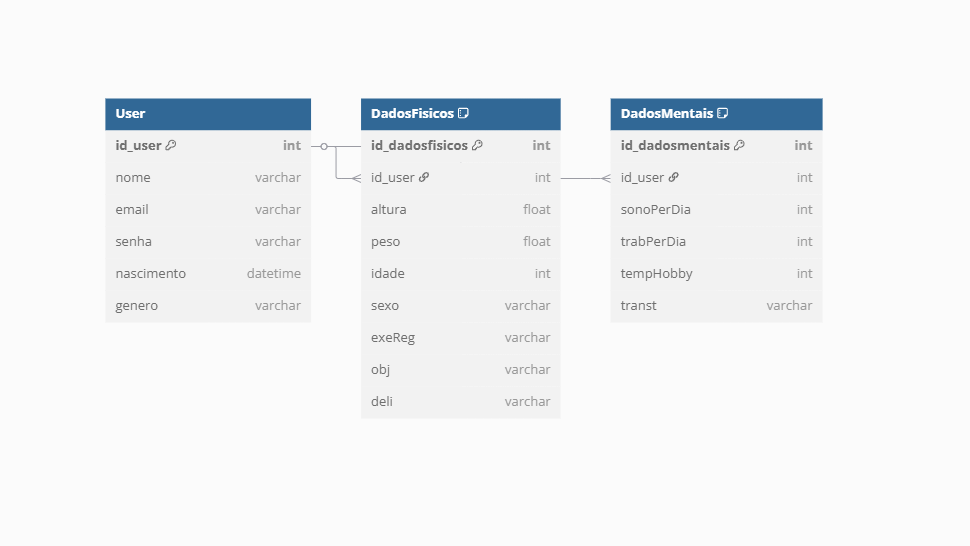 User
id_user int
nome varchar
email varchar
senha varchar
nascimento datetime
genero varchar
DadosFisicos
id_dadosfisicos int
id_user int
altura float
peso float
idade int
sexo varchar
exeReg varchar
obj varchar
deli varchar
DadosMentais
id_dadosmentais int
id_user int
sonoPerDia int
trabPerDia int
tempHobby int
transt varchar